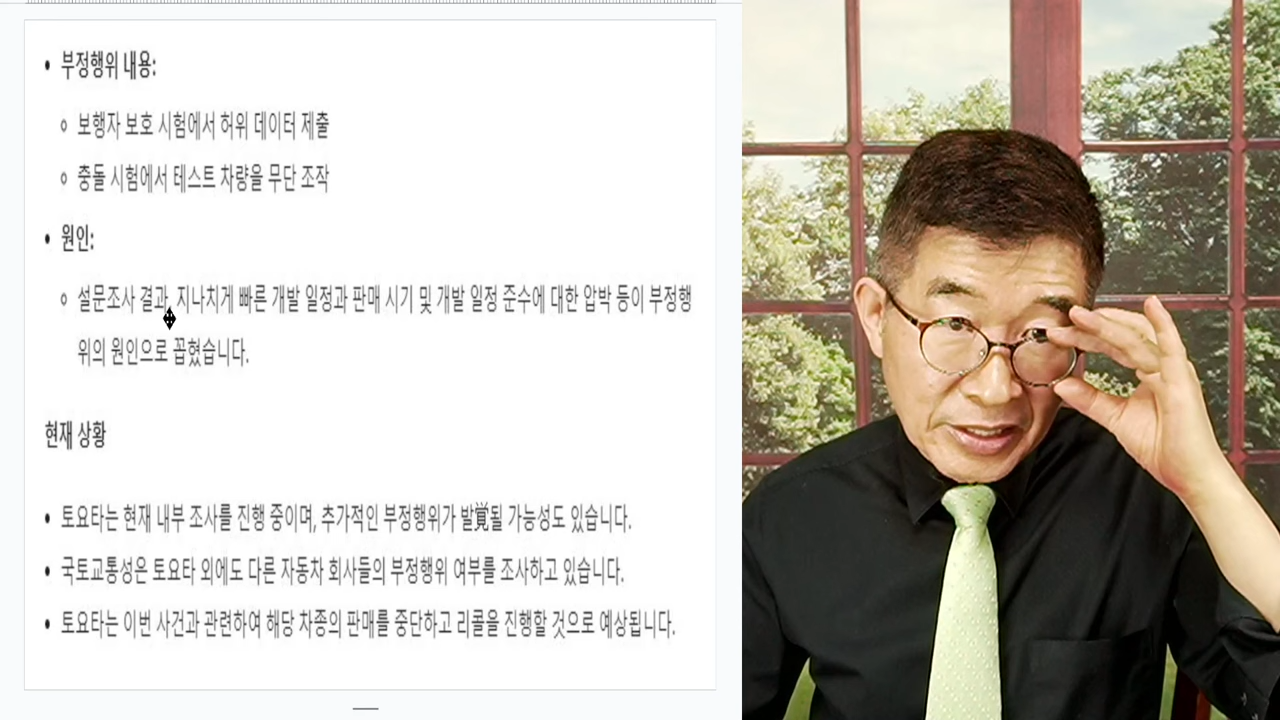 • 부정행위 내용:
◦ 보행자 보호 시험에서 허위 데이터 제출
◦ 충돌 시험에서 테스트 차량을 무단 조작
• 원인:
◦ 설문조사 결과, 지나치게 빠른 개발 일정과 판매 시기 및 개발 일정 준수에 대한 압박 등이 부정행
위의 원인으로 꼽혔습니다.
현재 상황
• 토요타는 현재 내부 조사를 진행 중이며, 추가적인 부정행위가 발覚될 가능성도 있습니다.
• 국토교통성은 토요타 외에도 다른 자동차 회사들의 부정행위 여부를 조사하고 있습니다.
• 토요타는 이번 사건과 관련하여 해당 차종의 판매를 중단하고 리콜을 진행할 것으로 예상됩니다.